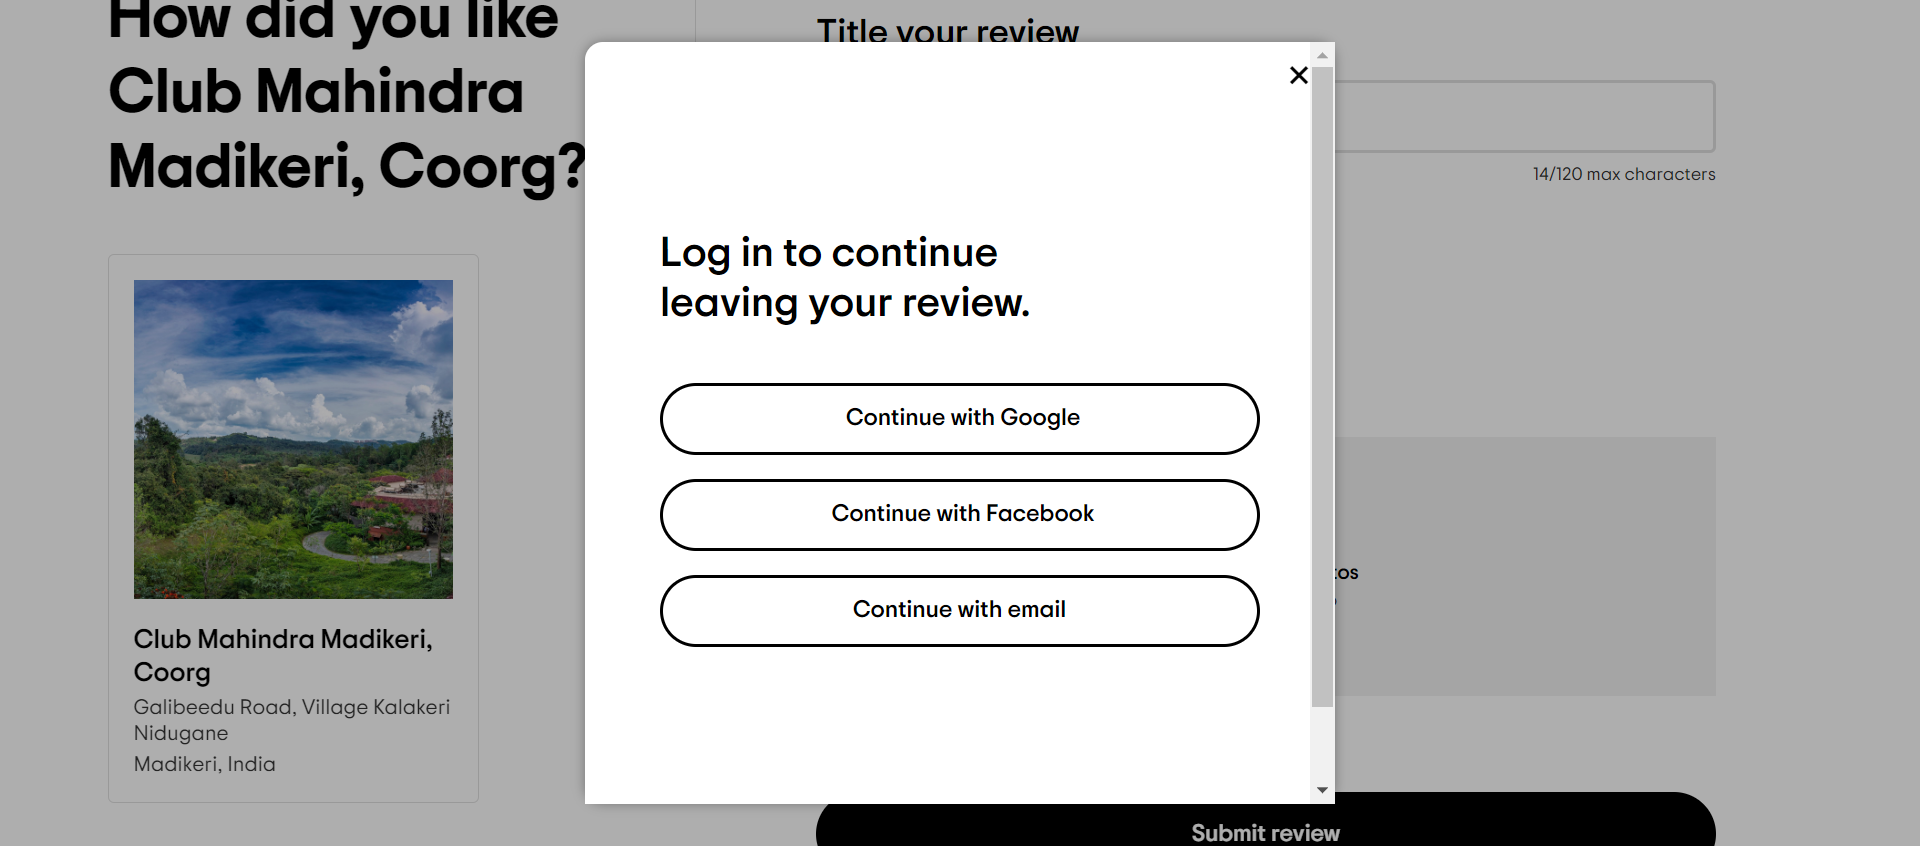 How did you like
Club Mahindra
Madikeri, Coorg?
Club Mahindra Madikeri,
Coorg
Galibeedu Road, Village Kalakeri
Nidugane
Madikeri, India
Title your review
14/120 max characters
Log in to continue
leaving your review.
Continue with Google
Continue with Facebook
Continue with email
Submit review